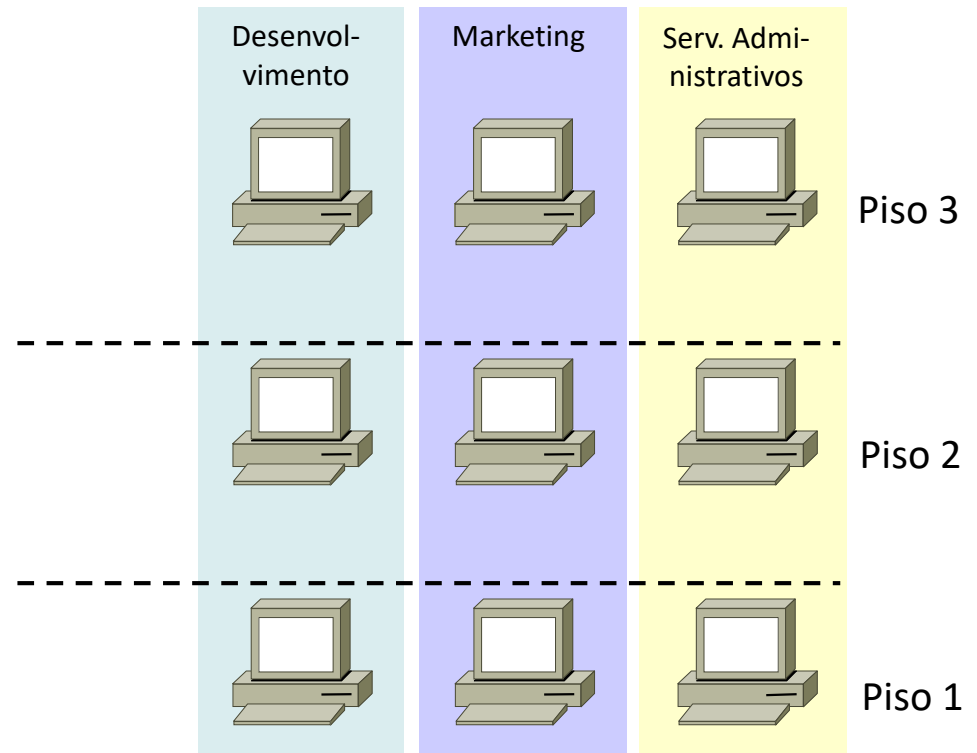 Desenvol-
vimento
Marketing
Serv. Admi-
nistrativos
Piso 3
Piso 2
Piso 1